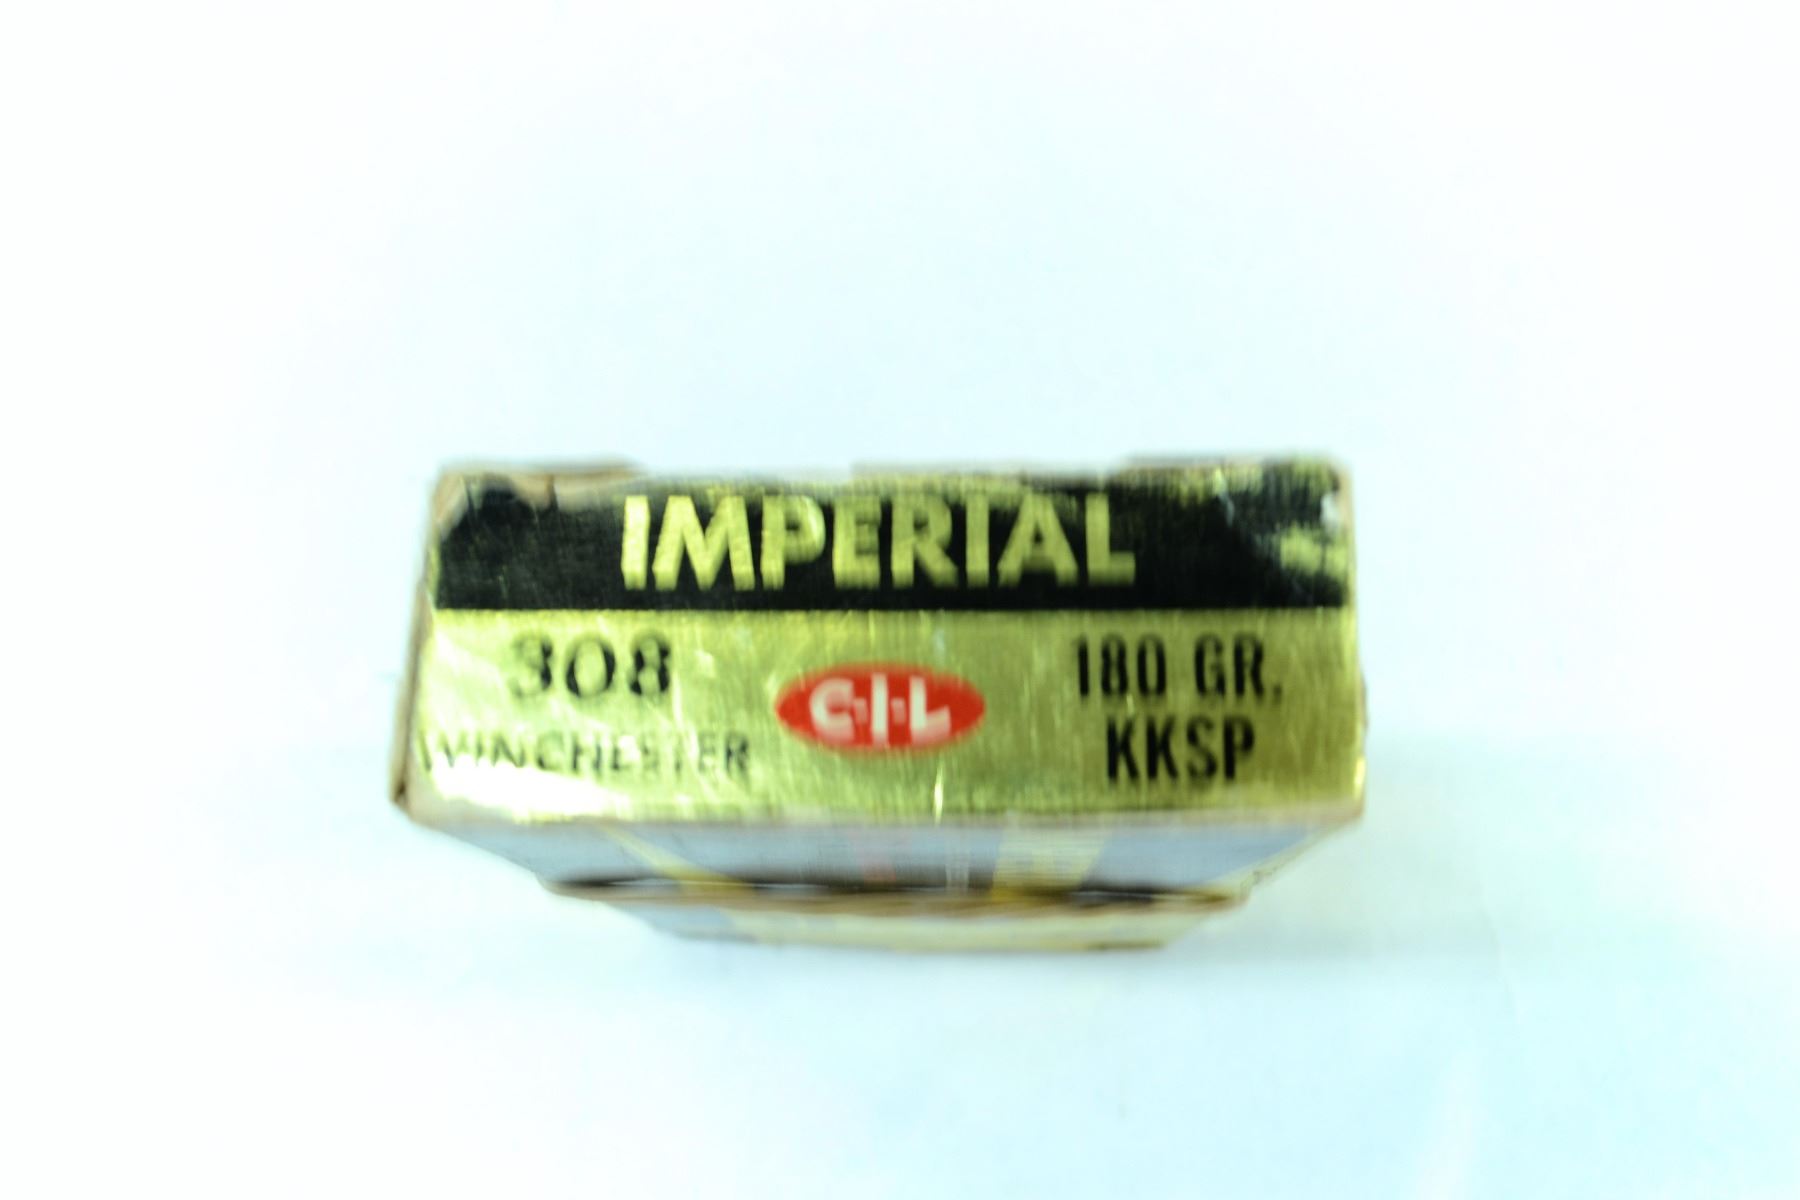 IMPERIAL
308
WINCHESTER
C-I-L
180 GR.
KKSP